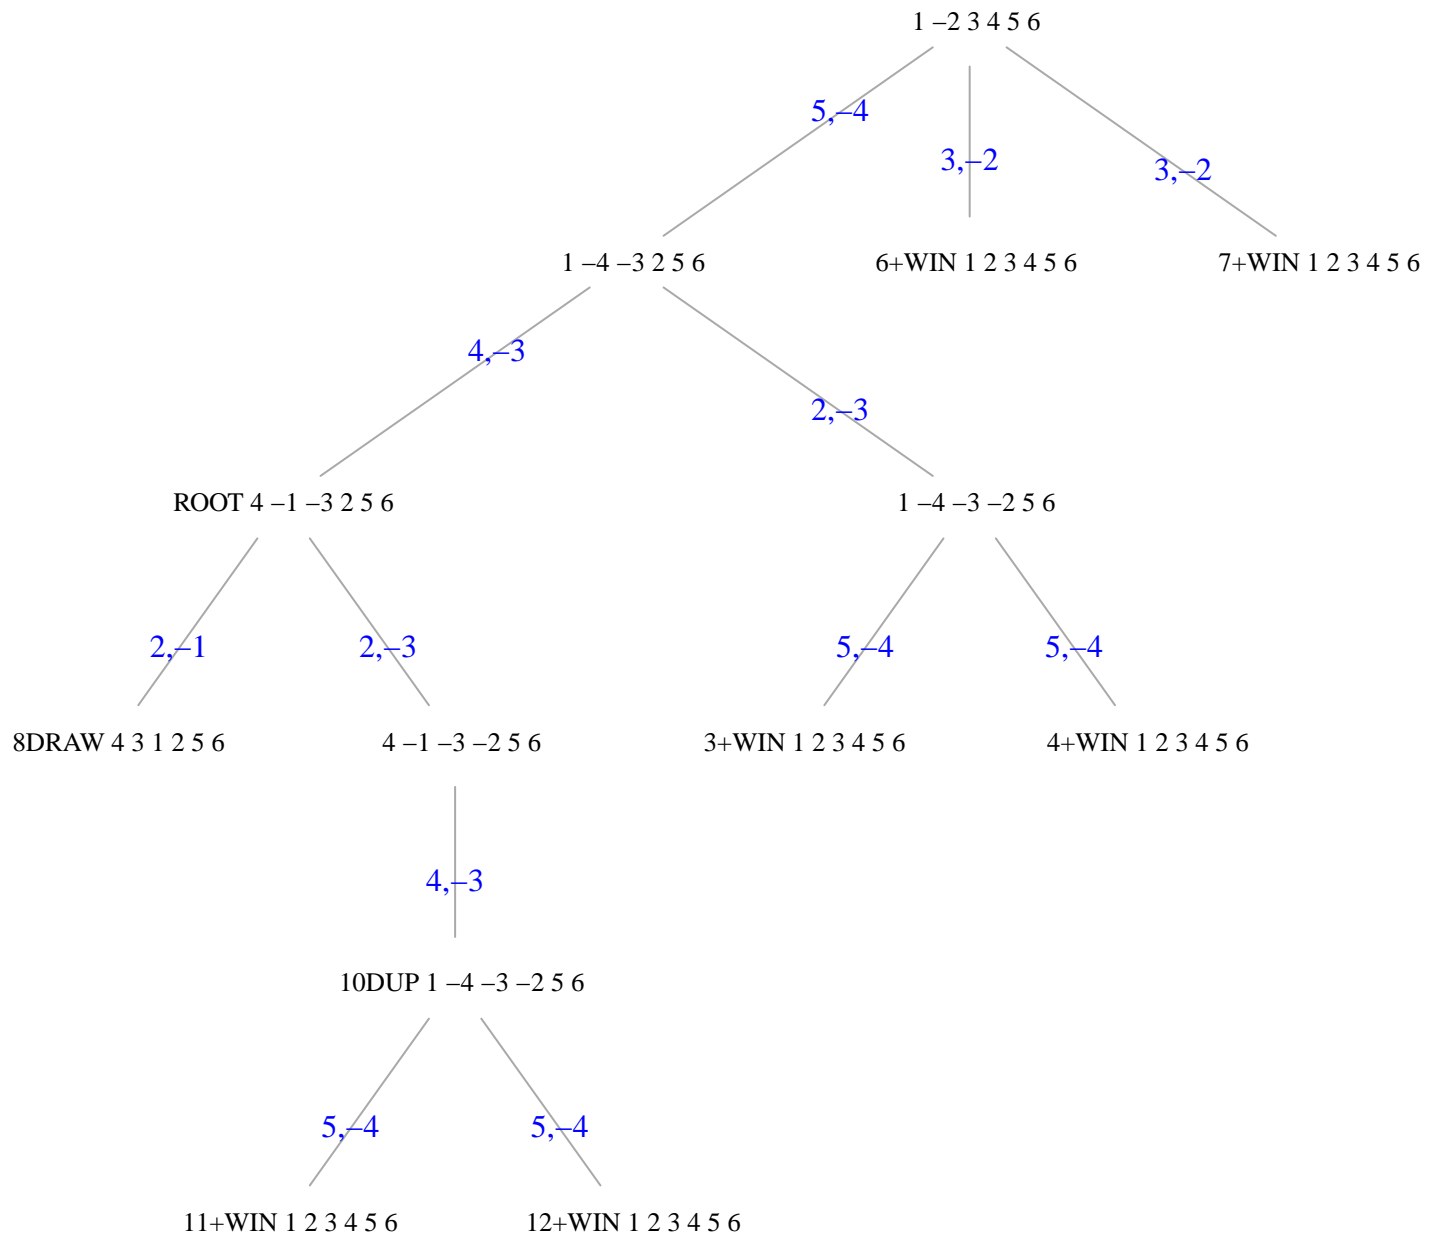 1 –2 3 4 5 6
5,–4
3,–2
3,–2
1 –4 –3 2 5 6
6+WIN 1 2 3 4 5 6
7+WIN 1 2 3 4 5 6
4,–3
2,–3
ROOT 4 –1 –3 2 5 6
1 –4 –3 –2 5 6
2,–1
2,–3
5,–4
5,–4
8DRAW 4 3 1 2 5 6
4 –1 –3 –2 5 6
3+WIN 1 2 3 4 5 6
4+WIN 1 2 3 4 5 6
4,–3
10DUP 1 –4 –3 –2 5 6
5,–4
5,–4
11+WIN 1 2 3 4 5 6
12+WIN 1 2 3 4 5 6